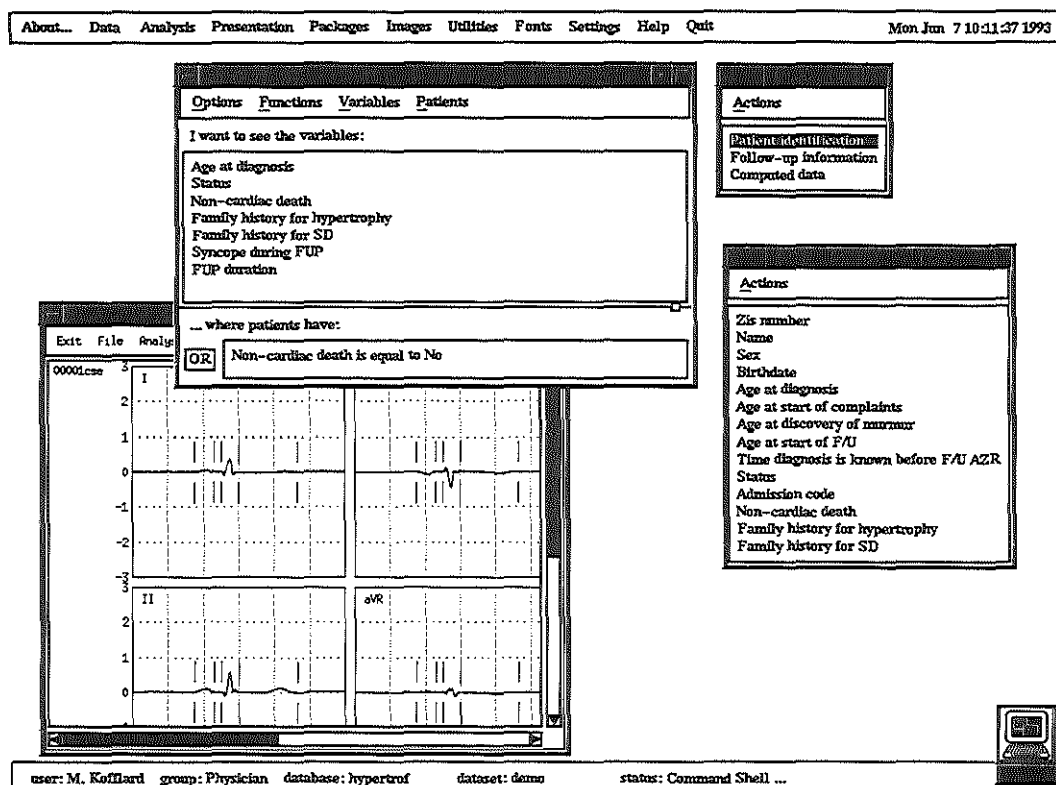 About... Data Analysis Presentation Packages Images Utilities Fonts Settings Help Quit Mon Jun 7 10:11:37 1993
Options Functions Variables Patients
I want to see the variables:
Age at diagnosis
Status
Non-cardiac death
Family history for hypertrophy
Family history for SD
Syncope during FUP
FUP duration
... where patients have:
OR Non-cardiac death is equal to No
Actions
Patient identification
Follow-up information
Computed data
Actions
Zis number
Name
Sex
Birthdate
Age at diagnosis
Age at start of complaints
Age at discovery of murmur
Age at start of F/U
Time diagnosis is known before F/U AZR
Status
Admission code
Non-cardiac death
Family history for hypertrophy
Family history for SD
Exit File Analys
00001cse
3 I
2
1
0
-1
-2
-3
3 II aVR
2
1
0
user: M. Kofflard group: Physician database: hypertrof dataset: demo status: Command Shell ...